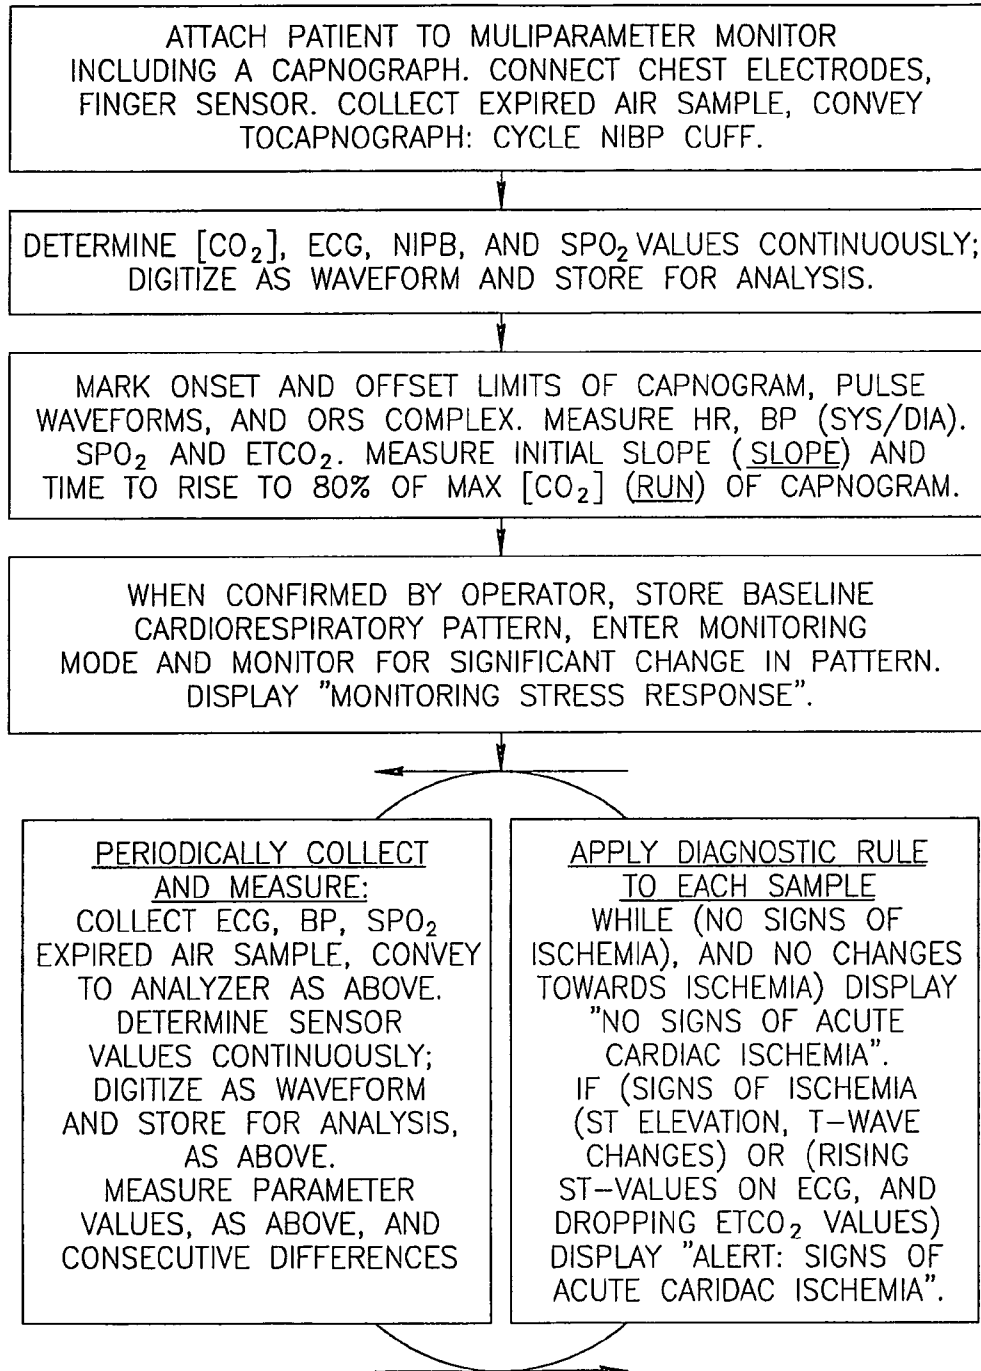 ATTACH PATIENT TO MULIPARAMETER MONITOR
INCLUDING A CAPNOGRAPH. CONNECT CHEST ELECTRODES,
FINGER SENSOR. COLLECT EXPIRED AIR SAMPLE, CONVEY
TOCAPNOGRAPH: CYCLE NIBP CUFF.
DETERMINE [CO₂], ECG, NIPB, AND SPO₂ VALUES CONTINUOUSLY;
DIGITIZE AS WAVEFORM AND STORE FOR ANALYSIS.
MARK ONSET AND OFFSET LIMITS OF CAPNOGRAM, PULSE
WAVEFORMS, AND ORS COMPLEX. MEASURE HR, BP (SYS/DIA).
SPO₂ AND ETCO₂. MEASURE INITIAL SLOPE (SLOPE) AND
TIME TO RISE TO 80% OF MAX [CO₂] (RUN) OF CAPNOGRAM.
WHEN CONFIRMED BY OPERATOR, STORE BASELINE
CARDIORESPIRATORY PATTERN, ENTER MONITORING
MODE AND MONITOR FOR SIGNIFICANT CHANGE IN PATTERN.
DISPLAY "MONITORING STRESS RESPONSE".
PERIODICALLY COLLECT
AND MEASURE:
COLLECT ECG, BP, SPO₂
EXPIRED AIR SAMPLE, CONVEY
TO ANALYZER AS ABOVE.
DETERMINE SENSOR
VALUES CONTINUOUSLY;
DIGITIZE AS WAVEFORM
AND STORE FOR ANALYSIS,
AS ABOVE.
MEASURE PARAMETER
VALUES, AS ABOVE, AND
CONSECUTIVE DIFFERENCES
APPLY DIAGNOSTIC RULE
TO EACH SAMPLE
WHILE (NO SIGNS OF
ISCHEMIA), AND NO CHANGES
TOWARDS ISCHEMIA) DISPLAY
"NO SIGNS OF ACUTE
CARDIAC ISCHEMIA".
IF (SIGNS OF ISCHEMIA
(ST ELEVATION, T-WAVE
CHANGES) OR (RISING
ST-VALUES ON ECG, AND
DROPPING ETCO₂ VALUES)
DISPLAY "ALERT: SIGNS OF
ACUTE CARIDAC ISCHEMIA".